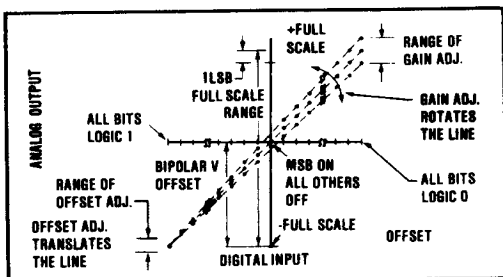 +FULL
SCALE
RANGE OF
GAIN ADJ.
1LSB
FULL SCALE
RANGE
ANALOG OUTPUT
GAIN ADJ.
ROTATES
THE LINE
ALL BITS
LOGIC 1
BIPOLAR V
OFFSET
MSB ON
ALL OTHERS
OFF
ALL BITS
LOGIC 0
RANGE OF
OFFSET ADJ.
OFFSET ADJ.
TRANSLATES
THE LINE
-FULL SCALE
OFFSET
DIGITAL INPUT